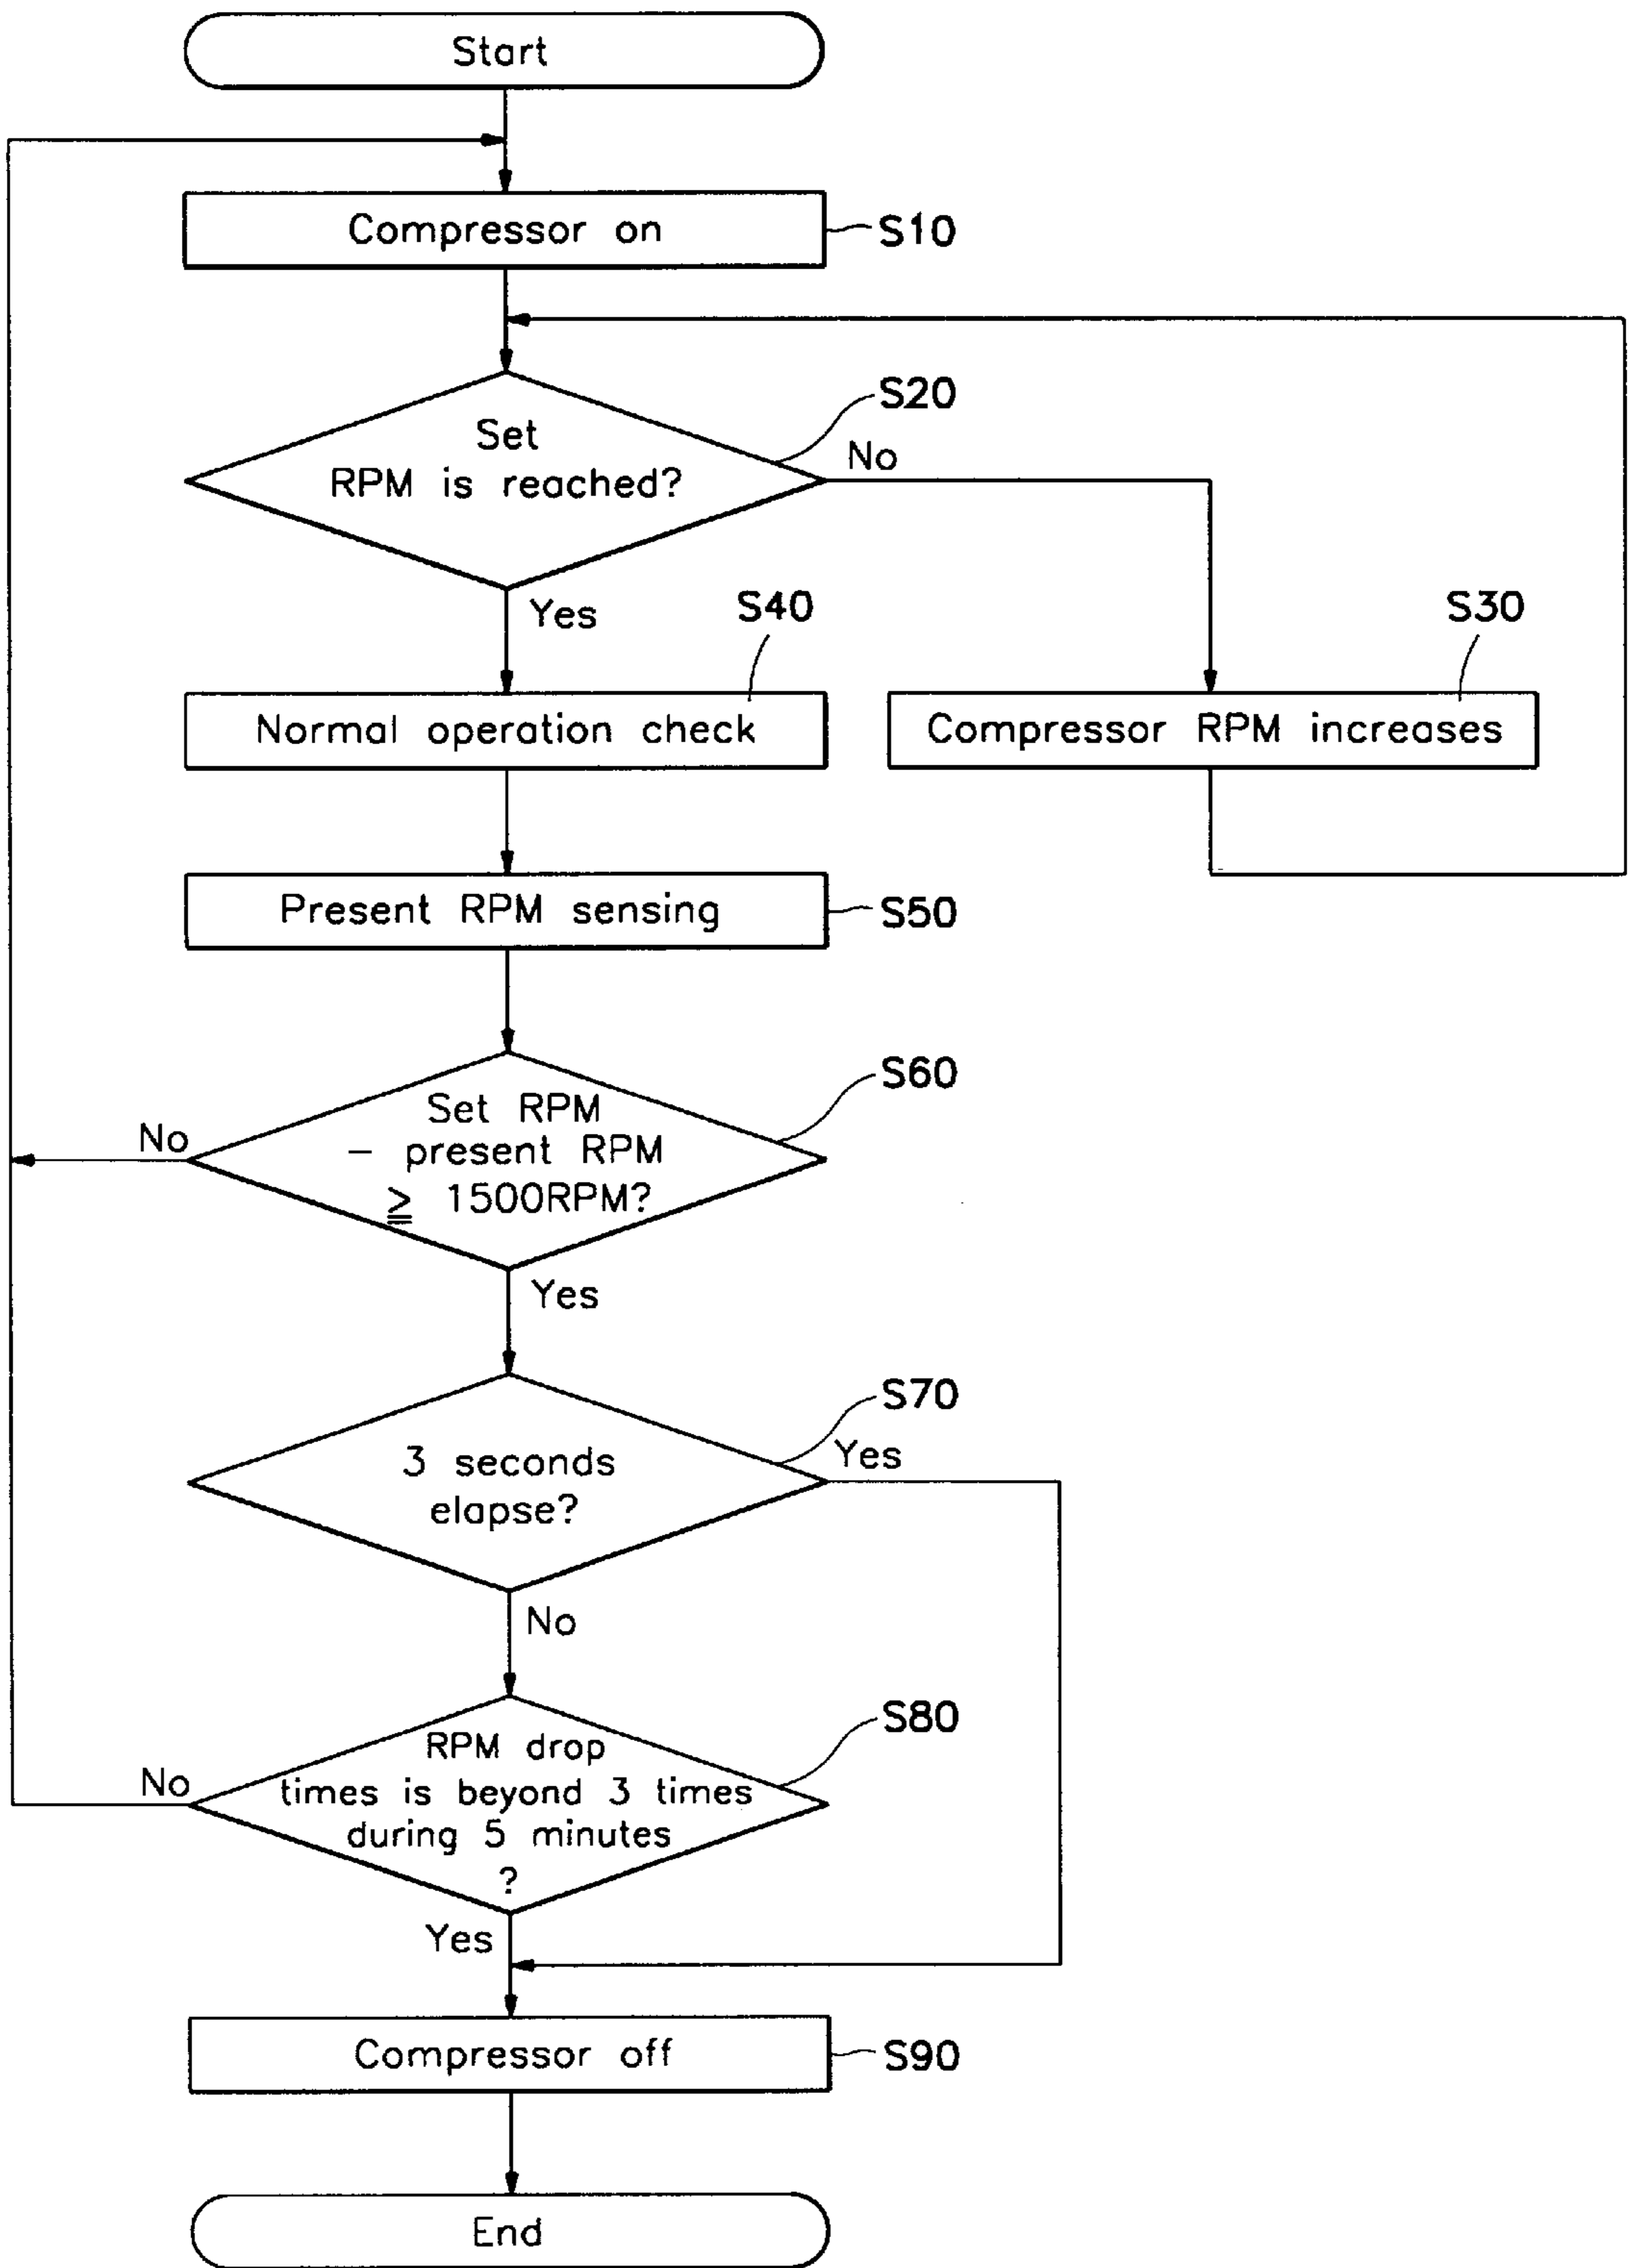 Start
Compressor on
S10
S20
Set
RPM is reached?
No
Yes
S40
S30
Normal operation check
Compressor RPM increases
Present RPM sensing
S50
S60
Set RPM
- present RPM
≧ 1500RPM?
No
Yes
S70
3 seconds
elapse?
Yes
No
S80
RPM drop
times is beyond 3 times
during 5 minutes
?
No
Yes
Compressor off
S90
End